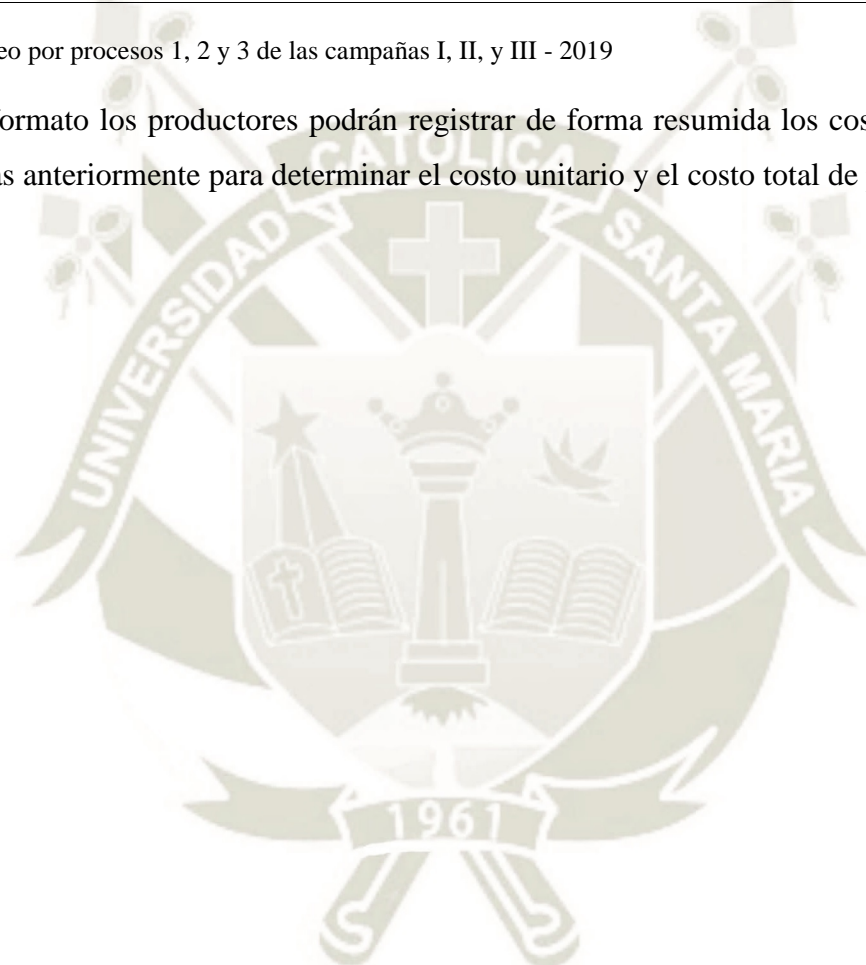 eo por procesos 1, 2 y 3 de las campañas I, II, y III - 2019
formato los productores podrán registrar de forma resumida los cos
as anteriormente para determinar el costo unitario y el costo total de
CATOLICA
UNIVERSIDAD
SANTA MARIA
1961